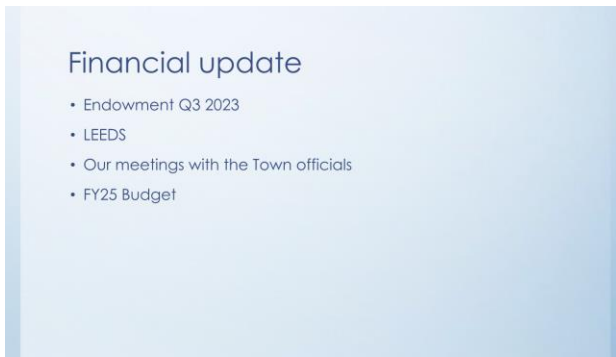 Financial update
• Endowment Q3 2023
• LEEDS
• Our meetings with the Town officials
• FY25 Budget